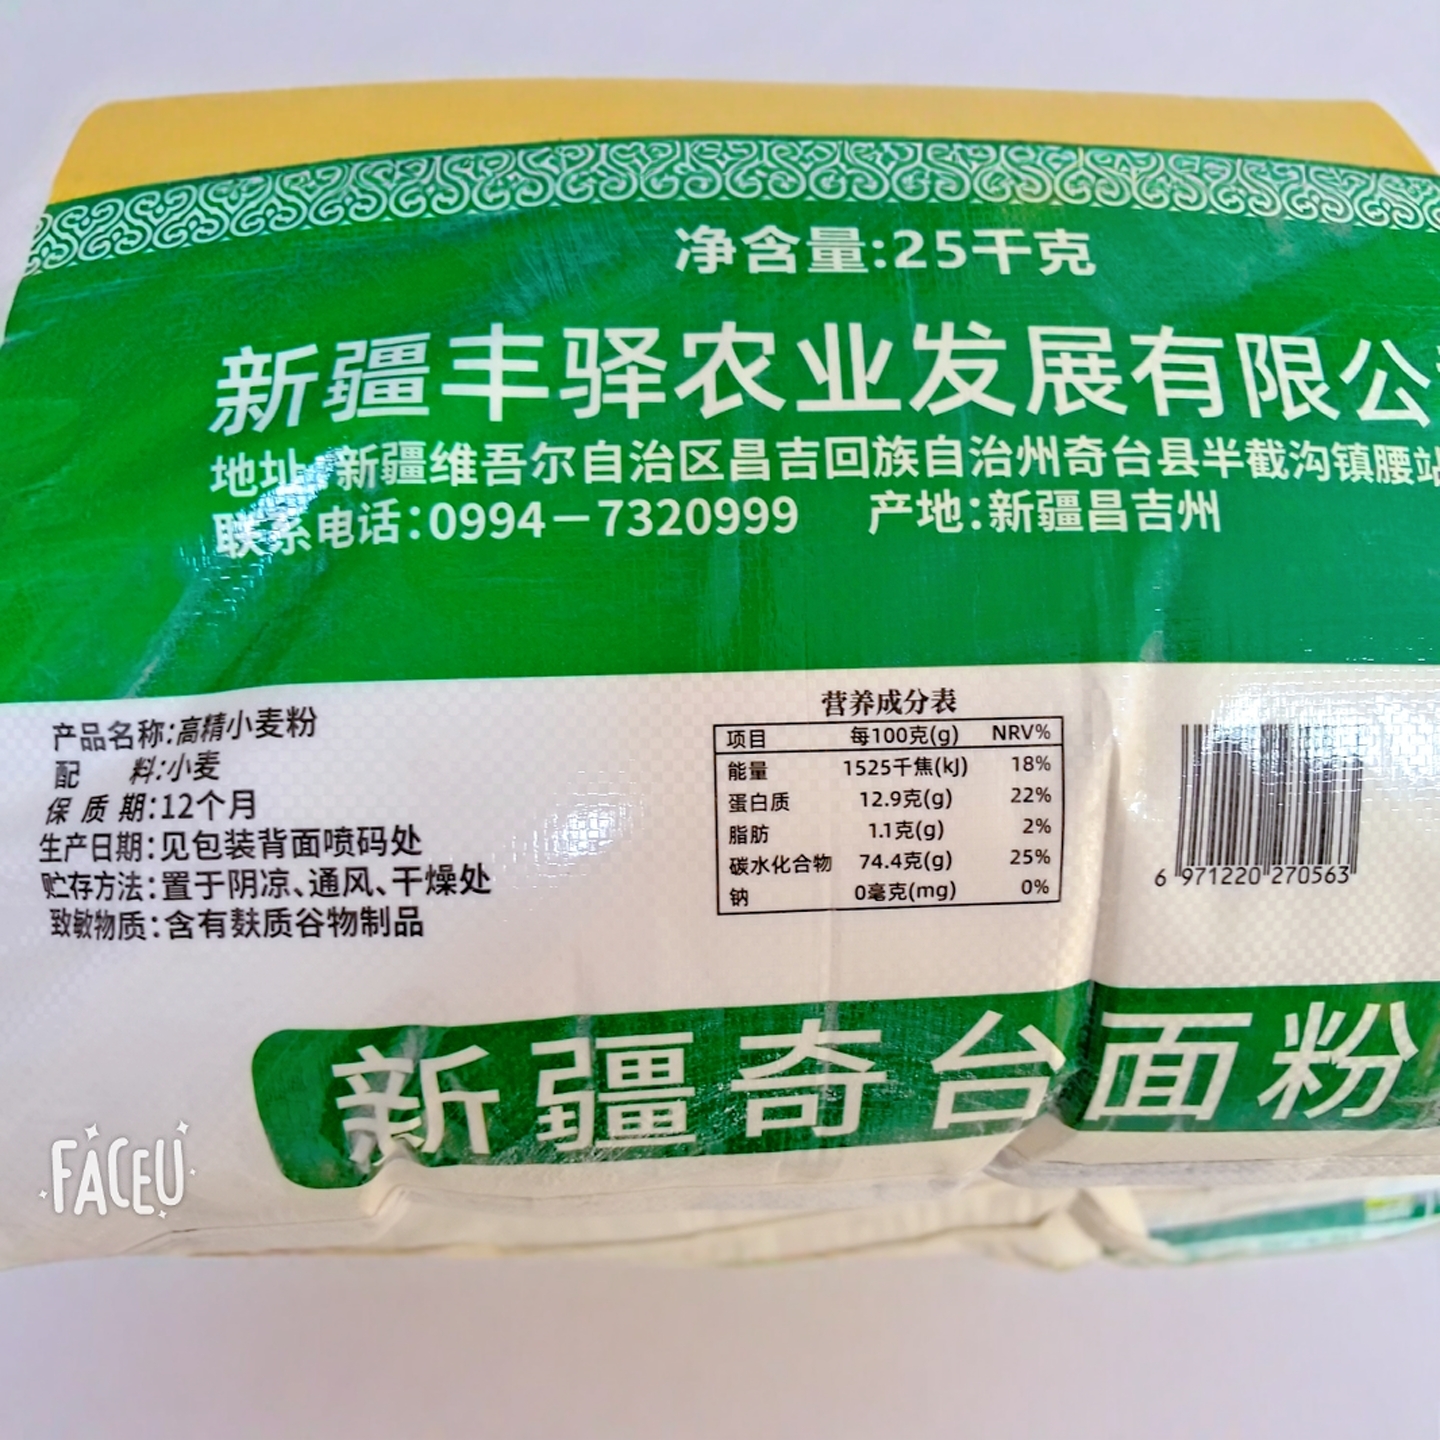 净含量:25千克
新疆丰驿农业发展有限公
地址:新疆维吾尔自治区昌吉回族自治州奇台县半截沟镇腰站
联系电话:0994-7320999 产地:新疆昌吉州
产品名称:高精小麦粉
配 料:小麦
保质期:12个月
生产日期:见包装背面喷码处
贮存方法:置于阴凉、通风、干燥处
致敏物质:含有麸质谷物制品
营养成分表
项目 每100克(g) NRV%
能量 1525千焦(kJ) 18%
蛋白质 12.9克(g) 22%
脂肪 1.1克(g) 2%
碳水化合物 74.4克(g) 25%
钠 0毫克(mg) 0%
6 971220 270563
新疆奇台面粉
FACEU